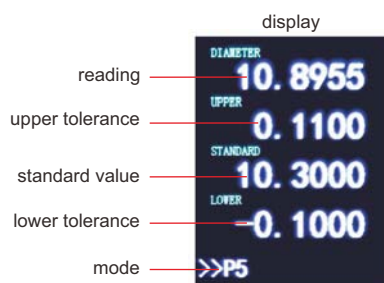 display
DIAMETER
reading 10.8955
UPPER
upper tolerance 0.1100
STANDARD
standard value 10.3000
LOWER
lower tolerance -0.1000
mode >>P5